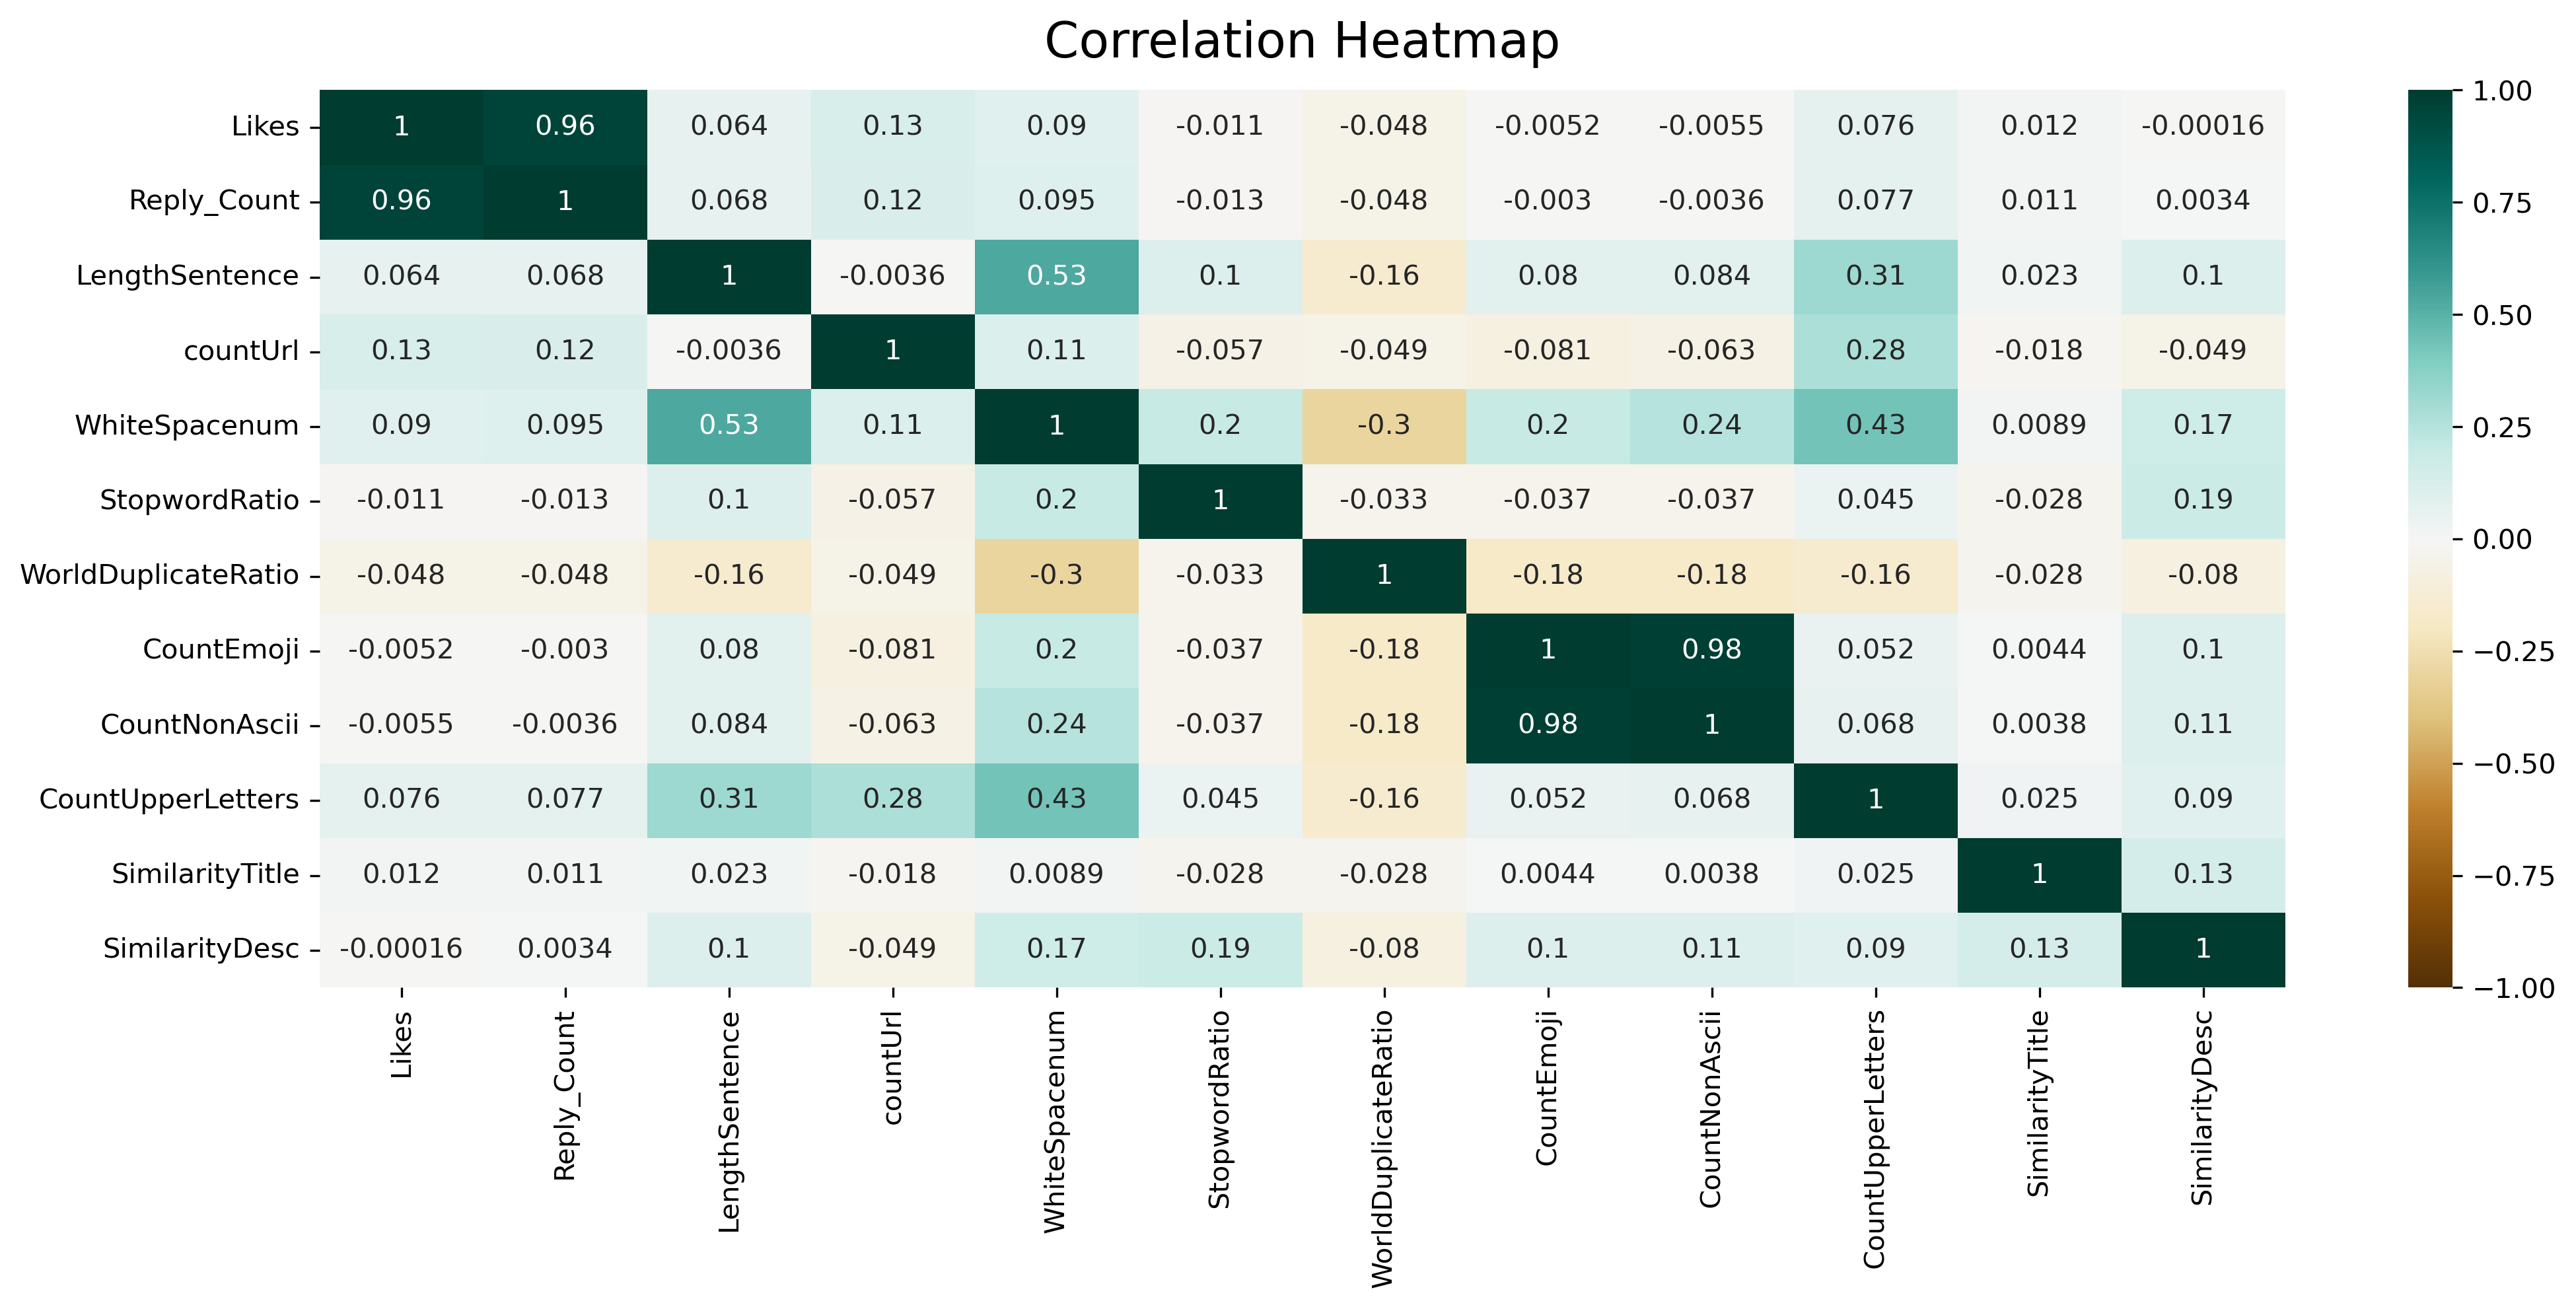 Correlation Heatmap
Likes 1 0.96 0.064 0.13 0.09 -0.011 -0.048 -0.0052 -0.0055 0.076 0.012 -0.00016
Reply_Count 0.96 1 0.068 0.12 0.095 -0.013 -0.048 -0.003 -0.0036 0.077 0.011 0.0034
LengthSentence 0.064 0.068 1 -0.0036 0.53 0.1 -0.16 0.08 0.084 0.31 0.023 0.1
countUrl 0.13 0.12 -0.0036 1 0.11 -0.057 -0.049 -0.081 -0.063 0.28 -0.018 -0.049
WhiteSpacenum 0.09 0.095 0.53 0.11 1 0.2 -0.3 0.2 0.24 0.43 0.0089 0.17
StopwordRatio -0.011 -0.013 0.1 -0.057 0.2 1 -0.033 -0.037 -0.037 0.045 -0.028 0.19
WorldDuplicateRatio -0.048 -0.048 -0.16 -0.049 -0.3 -0.033 1 -0.18 -0.18 -0.16 -0.028 -0.08
CountEmoji -0.0052 -0.003 0.08 -0.081 0.2 -0.037 -0.18 1 0.98 0.052 0.0044 0.1
CountNonAscii -0.0055 -0.0036 0.084 -0.063 0.24 -0.037 -0.18 0.98 1 0.068 0.0038 0.11
CountUpperLetters 0.076 0.077 0.31 0.28 0.43 0.045 -0.16 0.052 0.068 1 0.025 0.09
SimilarityTitle 0.012 0.011 0.023 -0.018 0.0089 -0.028 -0.028 0.0044 0.0038 0.025 1 0.13
SimilarityDesc -0.00016 0.0034 0.1 -0.049 0.17 0.19 -0.08 0.1 0.11 0.09 0.13 1
Likes
Reply_Count
LengthSentence
countUrl
WhiteSpacenum
StopwordRatio
WorldDuplicateRatio
CountEmoji
CountNonAscii
CountUpperLetters
SimilarityTitle
SimilarityDesc
1.00
0.75
0.50
0.25
0.00
−0.25
−0.50
−0.75
−1.00